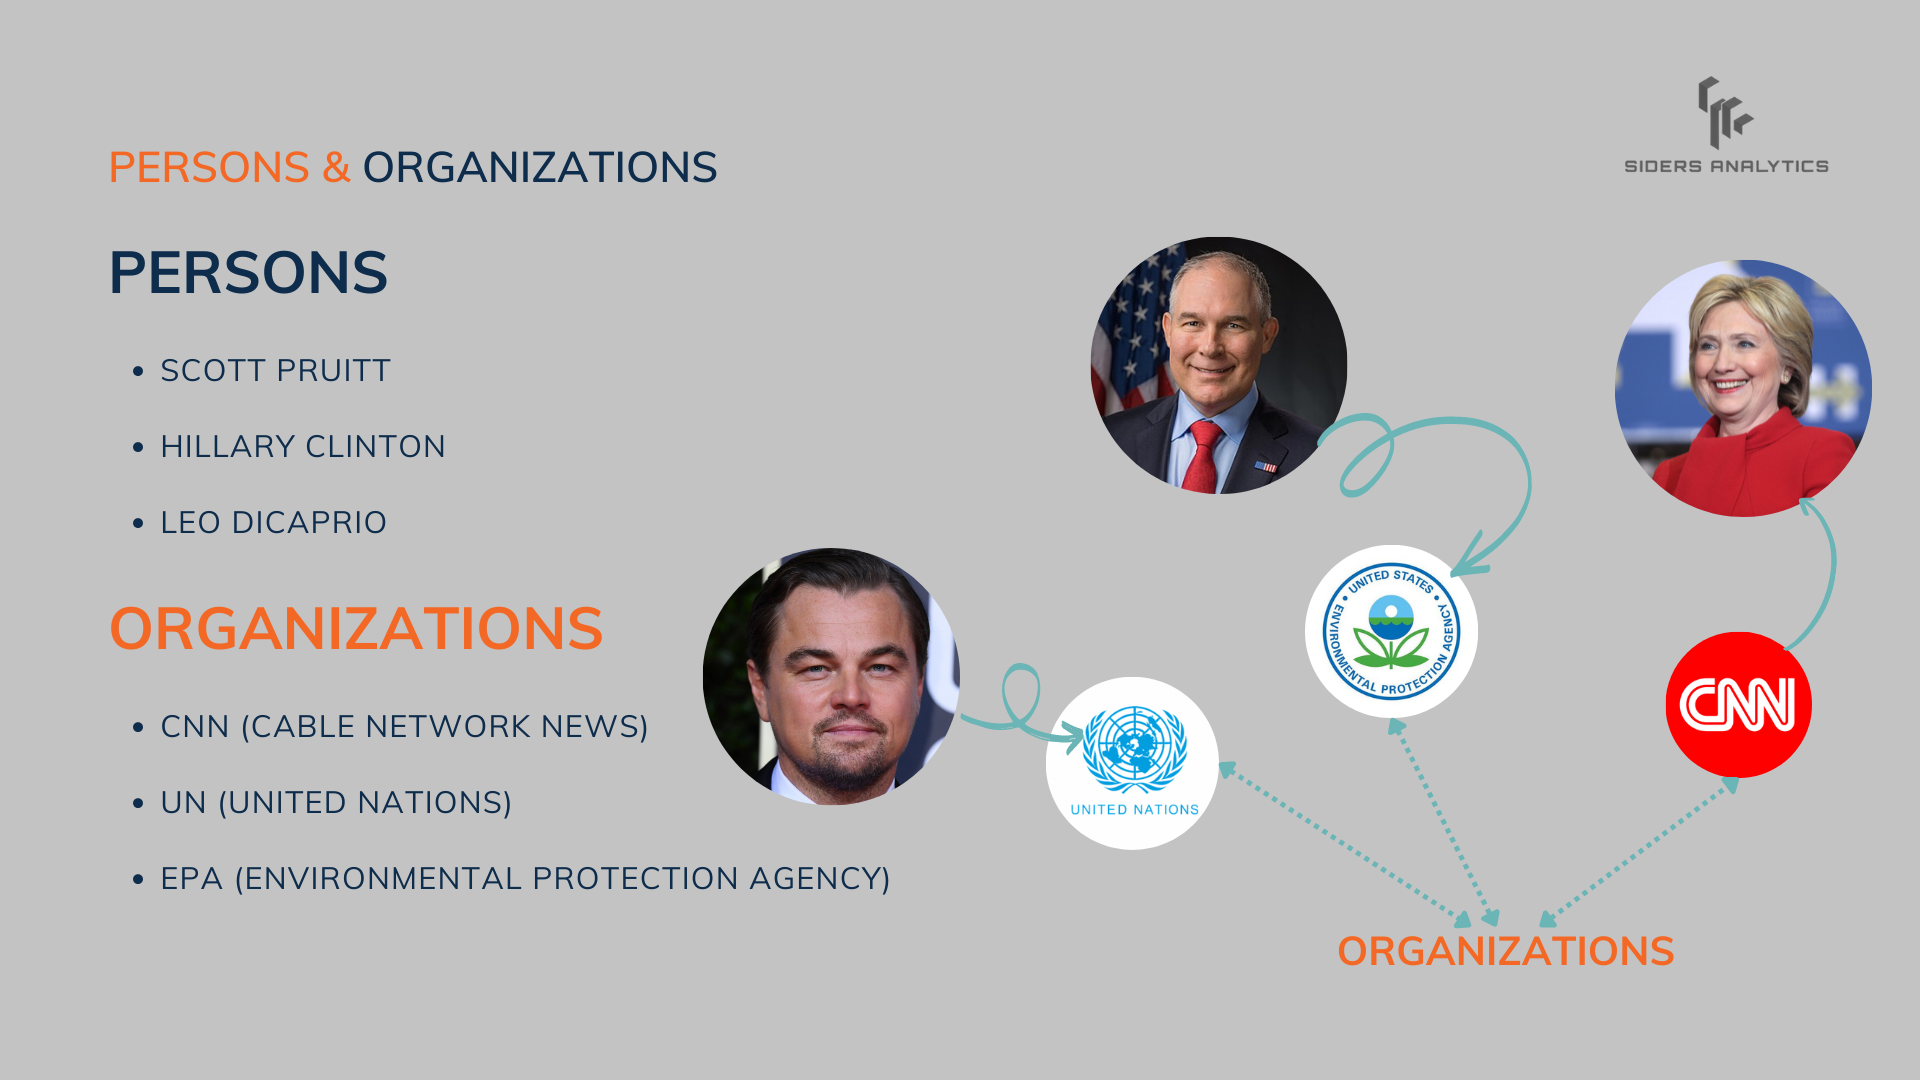 SIDERS ANALYTICS
PERSONS & ORGANIZATIONS
PERSONS
SCOTT PRUITT
HILLARY CLINTON
LEO DICAPRIO
ORGANIZATIONS
CNN (CABLE NETWORK NEWS)
UN (UNITED NATIONS)
EPA (ENVIRONMENTAL PROTECTION AGENCY)
UNITED STATES
ENVIRONMENTAL PROTECTION AGENCY
CNN
UNITED NATIONS
ORGANIZATIONS